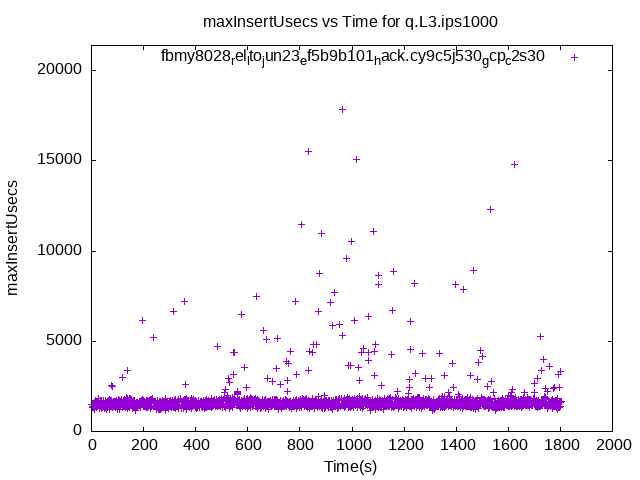 maxInsertUsecs vs Time for q.L3.ips1000
fbmy8028relltojun23ef5b9b101hack.cy9c5j530gcpc2s30
20000
15000
10000
5000
0
maxInsertUsecs
0 200 400 600 800 1000 1200 1400 1600 1800 2000
Time(s)